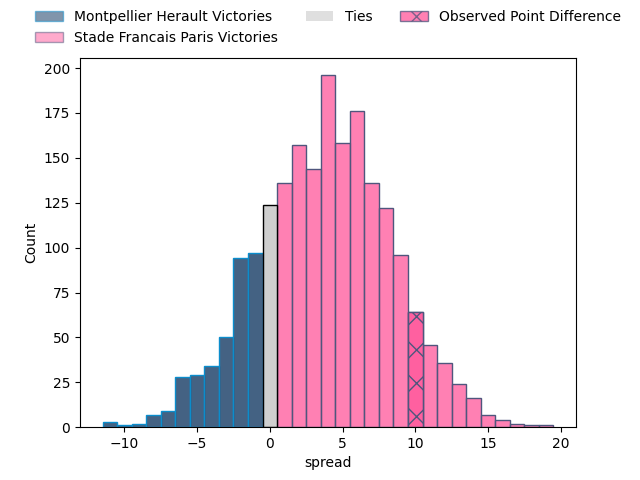 Montpellier Herault Victories
Stade Francais Paris Victories
Ties
Observed Point Difference
200
175
150
125
100
75
50
25
0
Count
−10
−5
0
5
10
15
20
spread